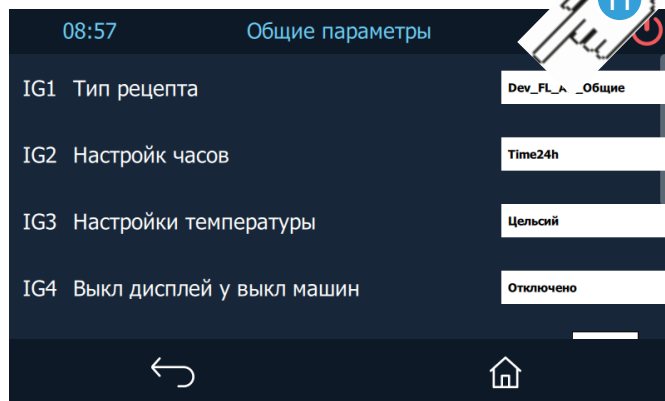 11
08:57 Общие параметры
IG1 Тип рецепта Dev_FL_ _Общие
IG2 Настройк часов Time24h
IG3 Настройки температуры Цельсий
IG4 Выкл дисплей у выкл машин Отключено